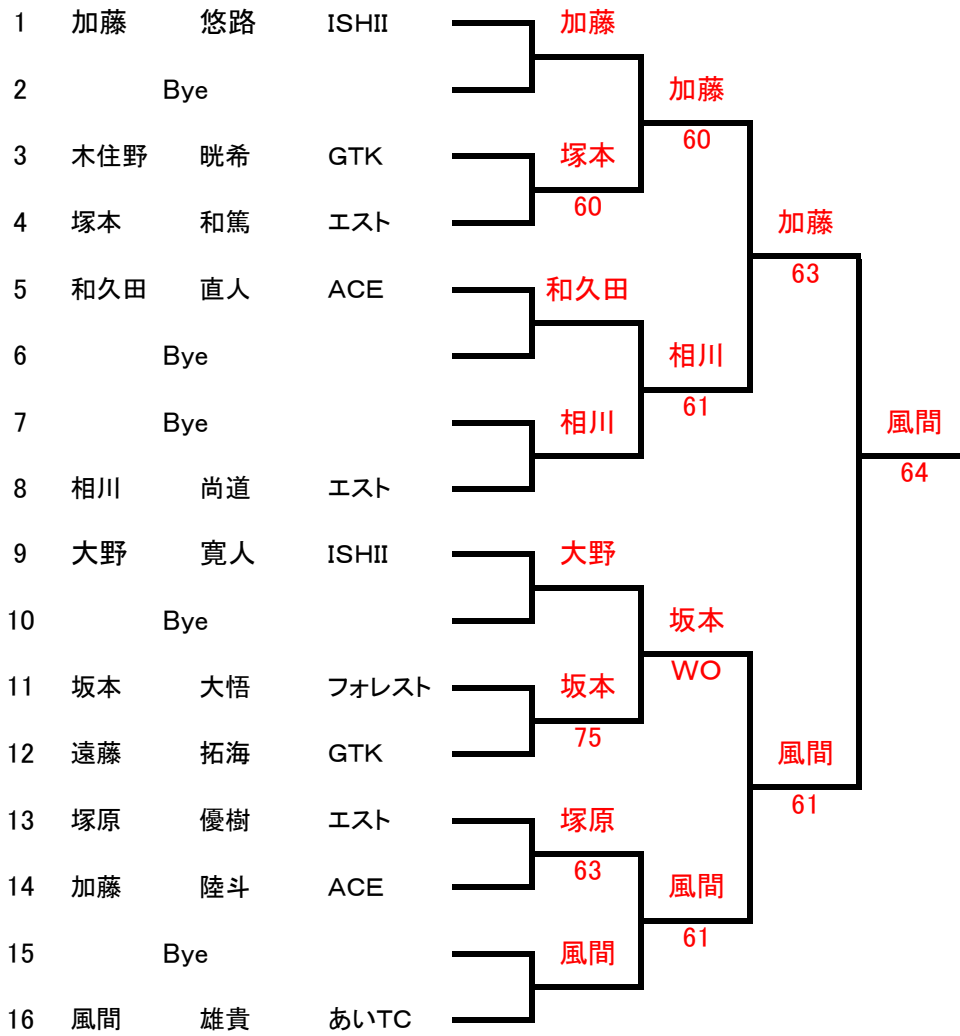 1 加藤 悠路 ISHII 加藤
2 Bye 加藤
60
3 木住野 晄希 GTK 塚本
60
4 塚本 和篤 エスト 加藤
63
5 和久田 直人 ACE 和久田
6 Bye 相川
61
7 Bye 相川 風間
64
8 相川 尚道 エスト
9 大野 寛人 ISHII 大野
10 Bye 坂本
WO
11 坂本 大悟 フォレスト 坂本
75
12 遠藤 拓海 GTK 風間
61
13 塚原 優樹 エスト 塚原
63
14 加藤 陸斗 ACE 風間
61
15 Bye 風間
16 風間 雄貴 あいTC